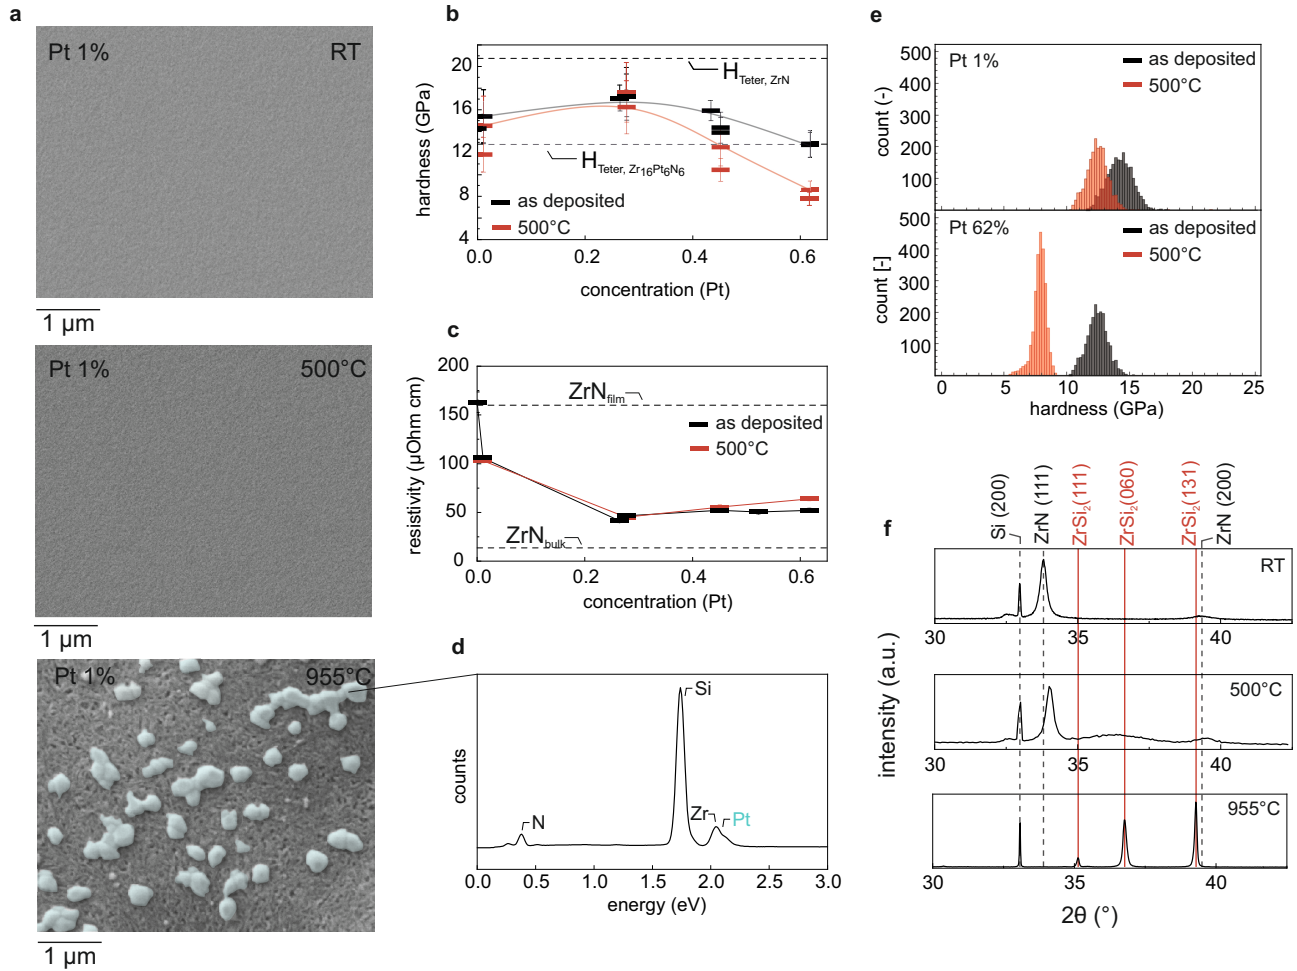 a
Pt 1% RT
1 µm
Pt 1% 500°C
1 µm
Pt 1% 955°C
1 µm
b
hardness (GPa)
20
16
12
8
4
H Teter, ZrN
H Teter, Zr16Pt6N6
as deposited
500°C
0.0 0.2 0.4 0.6
concentration (Pt)
c
resistivity (µOhm cm)
200
150
100
50
0
ZrN film
as deposited
500°C
ZrN bulk
0.0 0.2 0.4 0.6
concentration (Pt)
d
counts
Si
N
Zr
Pt
0.0 0.5 1.0 1.5 2.0 2.5 3.0
energy (eV)
e
count (-)
500
400
300
200
100
Pt 1%
as deposited
500°C
count [-]
500
400
300
200
100
Pt 62%
as deposited
500°C
0 5 10 15 20 25
hardness (GPa)
f
Si (200)
ZrN (111)
ZrSi2(111)
ZrSi2(060)
ZrSi2(131)
ZrN (200)
intensity (a.u.)
RT
30 35 40
500°C
30 35 40
955°C
30 35 40
2θ (°)